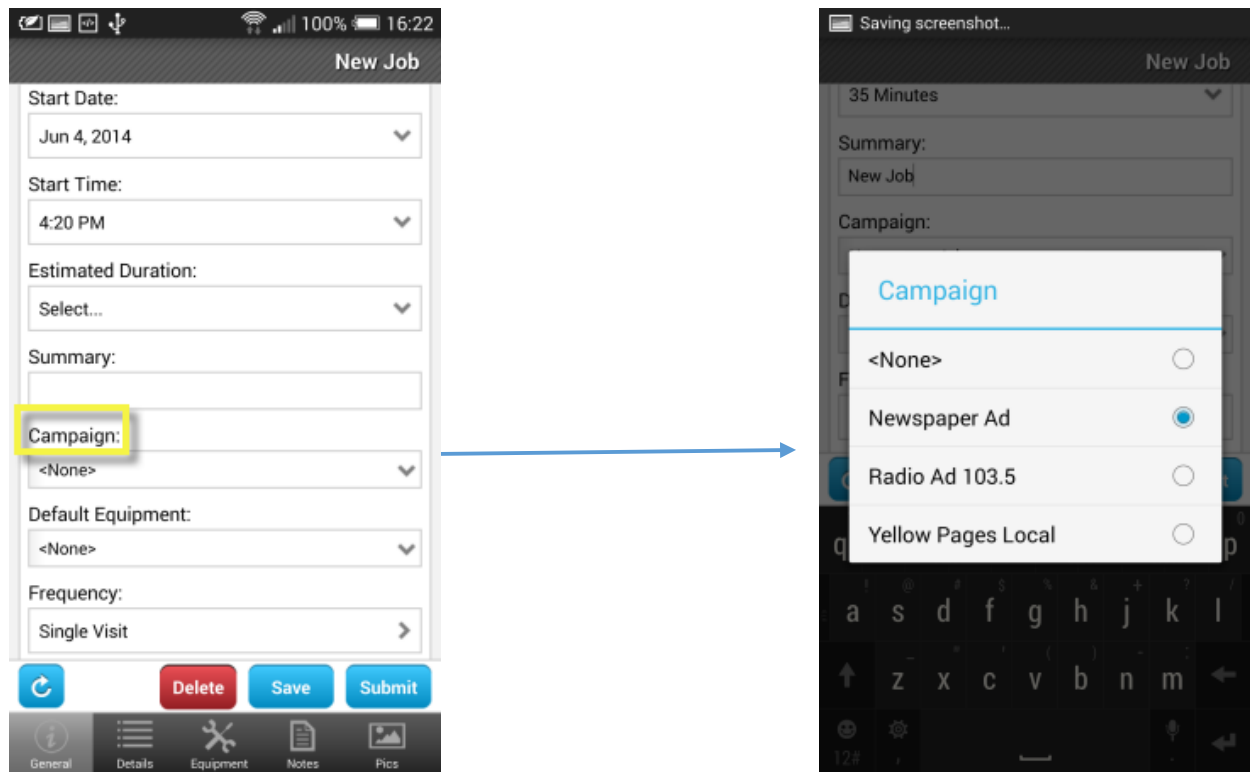 100% 16:22
New Job
Start Date:
Jun 4, 2014
Start Time:
4:20 PM
Estimated Duration:
Select...
Summary:
Campaign:
<None>
Default Equipment:
<None>
Frequency:
Single Visit
Delete Save Submit
General Details Equipment Notes Pics
Saving screenshot...
New Job
35 Minutes
Summary:
New Job
Campaign:
D
Campaign
<None>
F
Newspaper Ad
Radio Ad 103.5
Yellow Pages Local
q p 0
! @ # $ % & + ? /
a s d f g h j k l
_ " ' ( ) - :
z x c v b n m
12# , .